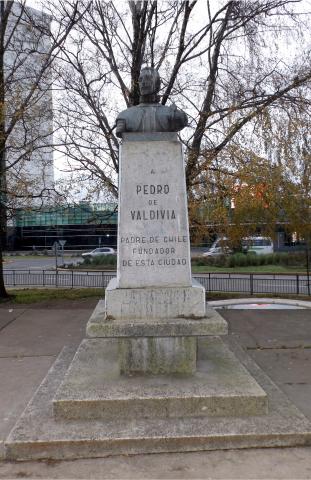 A
PEDRO
DE
VALDIVIA
PADRE DE CHILE
FUNDADOR
DE ESTA CIUDAD